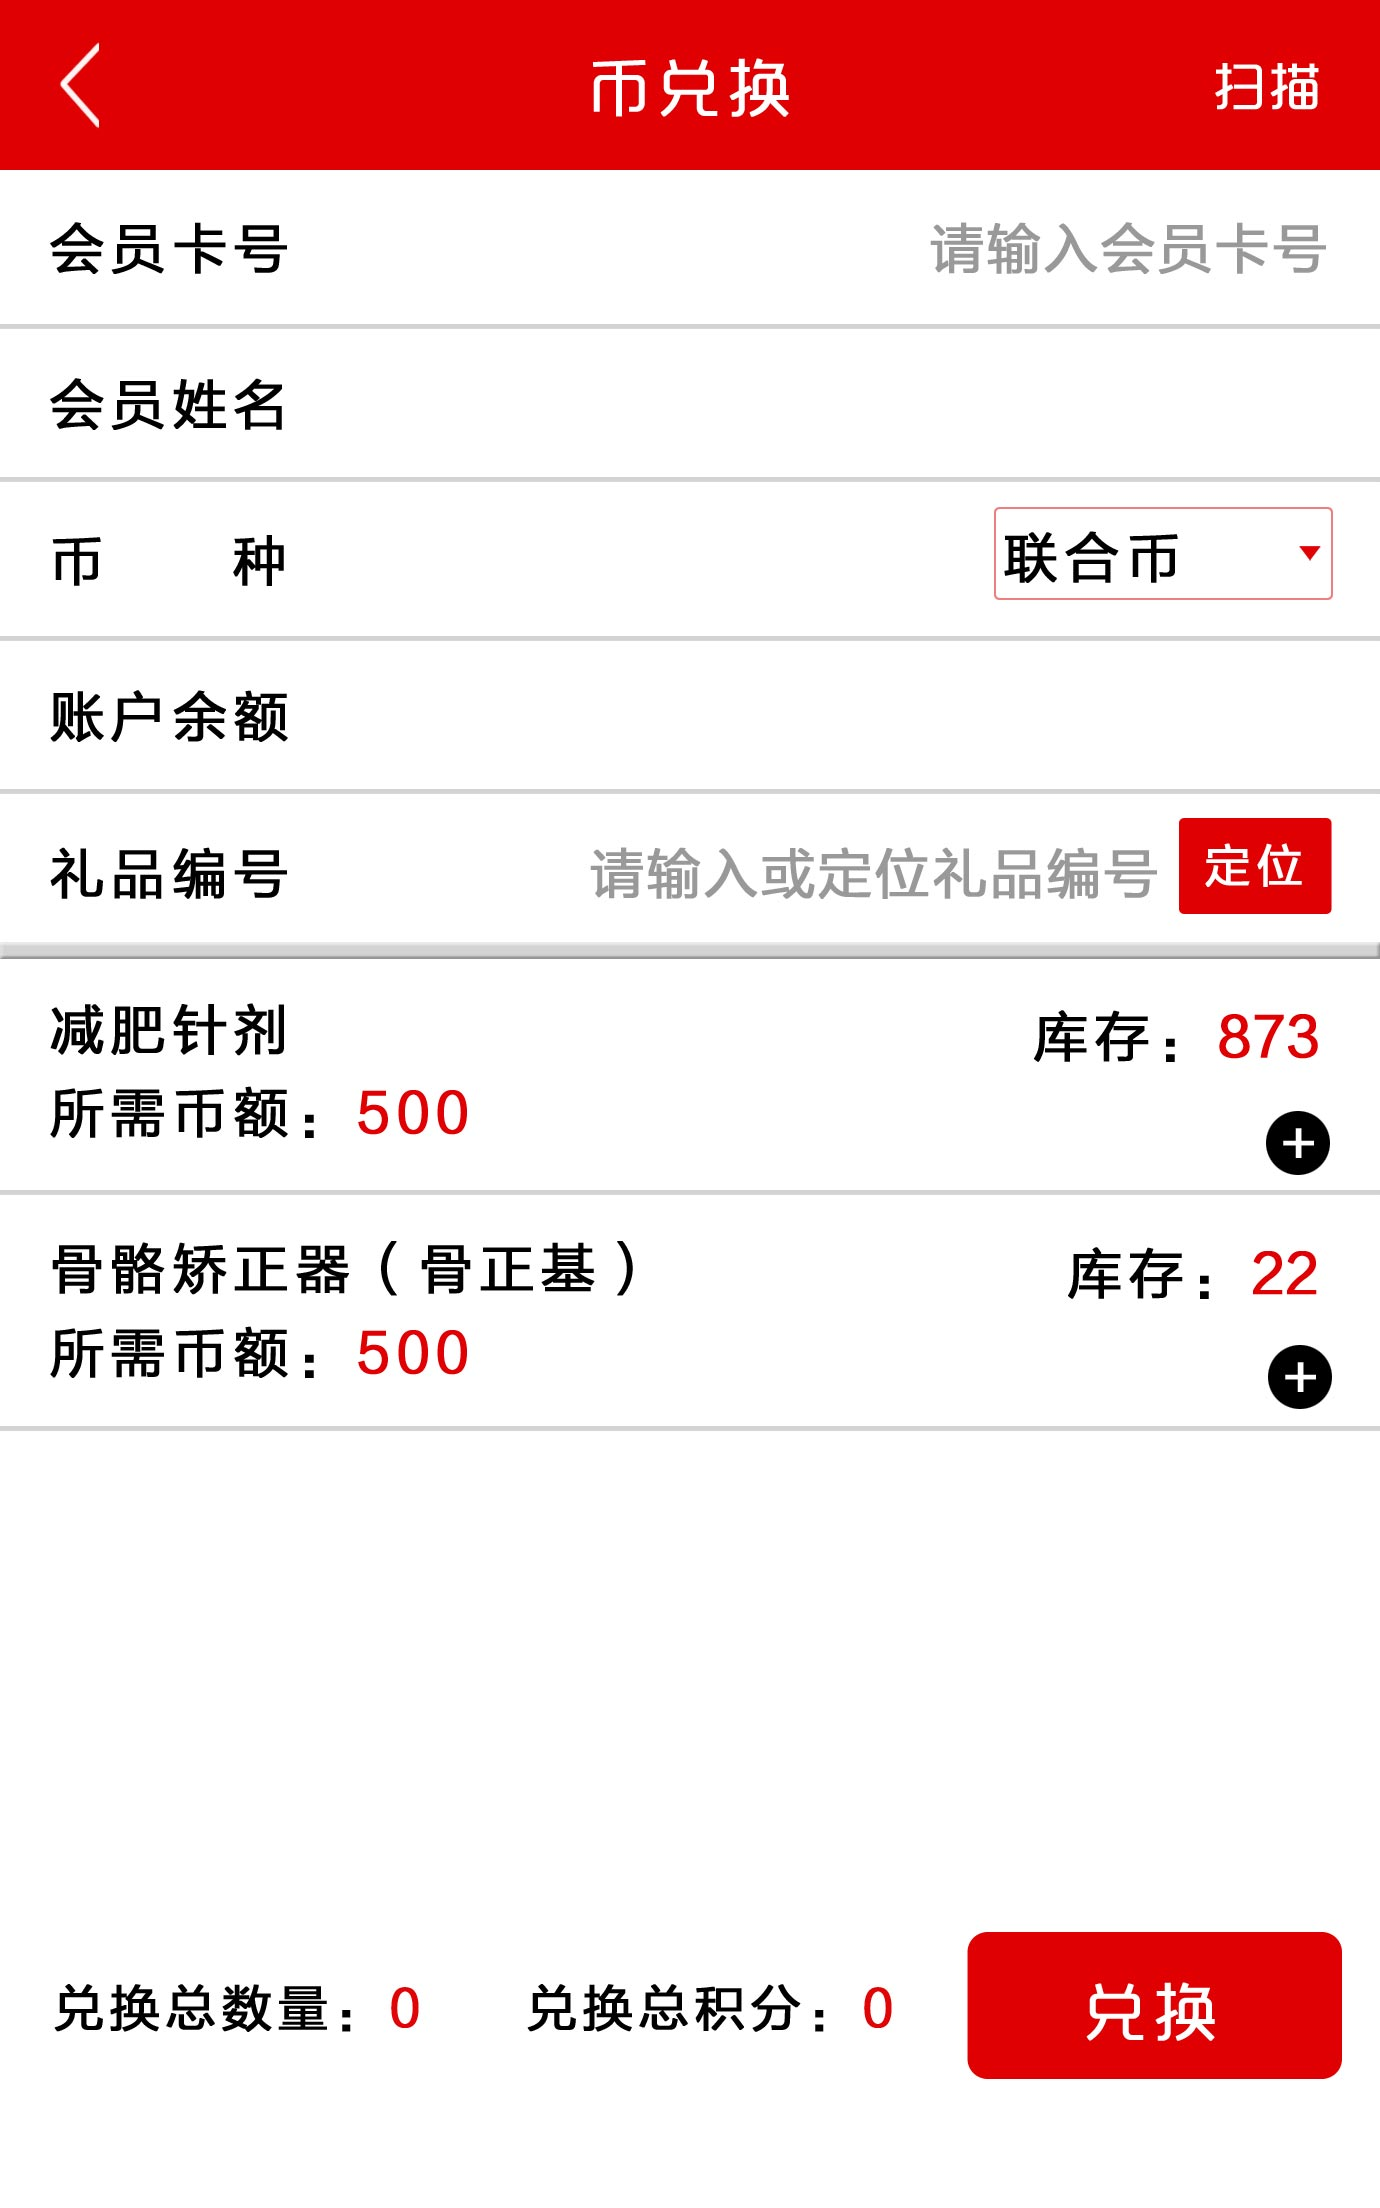 币兑换 扫描
会员卡号 请输入会员卡号
会员姓名
币 种 联合币
账户余额
礼品编号 请输入或定位礼品编号 定位
减肥针剂 库存：873
所需币额：500
骨骼矫正器（骨正基） 库存：22
所需币额：500
兑换总数量：0 兑换总积分：0 兑换